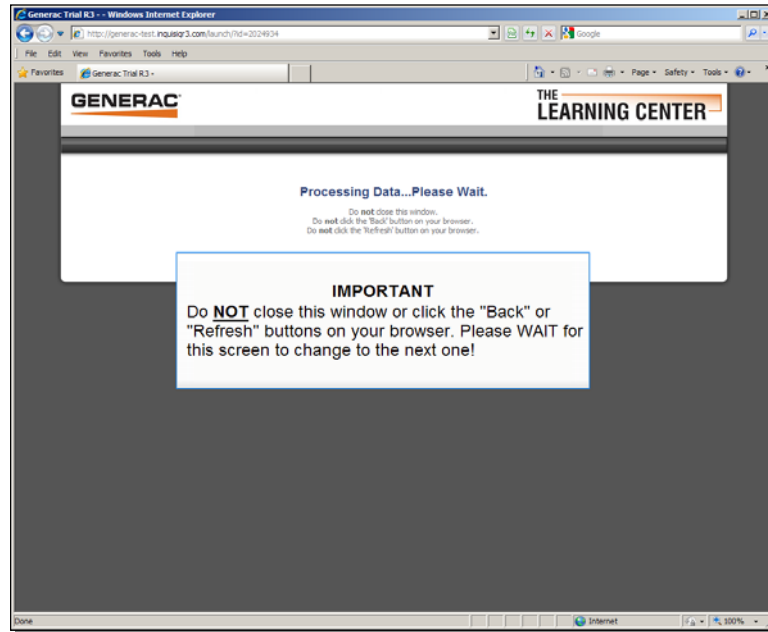 Generac Trial R3 - - Windows Internet Explorer
http://generac-test.inquisiqr3.com/launch/?id=2024934
Google
File Edit View Favorites Tools Help
Favorites Generac Trial R3 - Page Safety Tools
GENERAC
THE
LEARNING CENTER
Processing Data...Please Wait.
Do not close this window.
Do not click the 'Back' button on your browser.
Do not click the 'Refresh' button on your browser.
IMPORTANT
Do NOT close this window or click the "Back" or
"Refresh" buttons on your browser. Please WAIT for
this screen to change to the next one!
Done Internet 100%